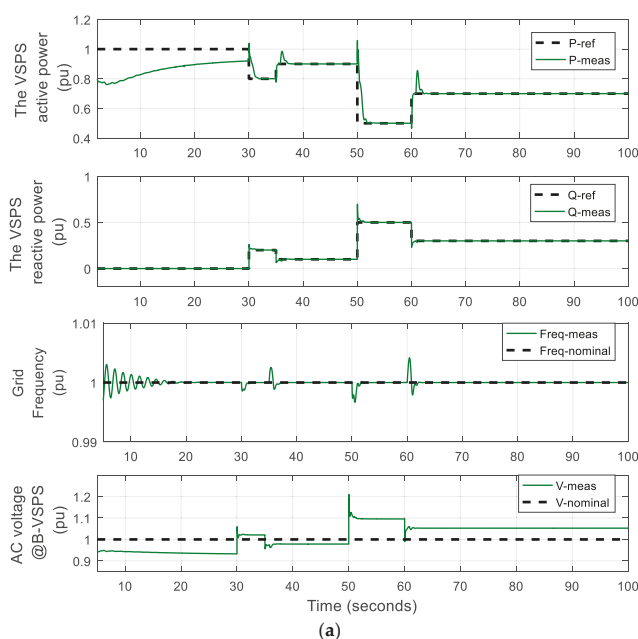 The VSPS
active power
(pu)
1.2
1
0.8
0.6
0.4
P-ref
P-meas
10 20 30 40 50 60 70 80 90 100
The VSPS
reactive power
(pu)
1
0.5
0
Q-ref
Q-meas
10 20 30 40 50 60 70 80 90 100
Grid
Frequency
(pu)
1.01
1
0.99
Freq-meas
Freq-nominal
10 20 30 40 50 60 70 80 90 100
AC voltage
@B-VSPS
(pu)
1.2
1.1
1
0.9
V-meas
V-nominal
10 20 30 40 50 60 70 80 90 100
Time (seconds)
(a)